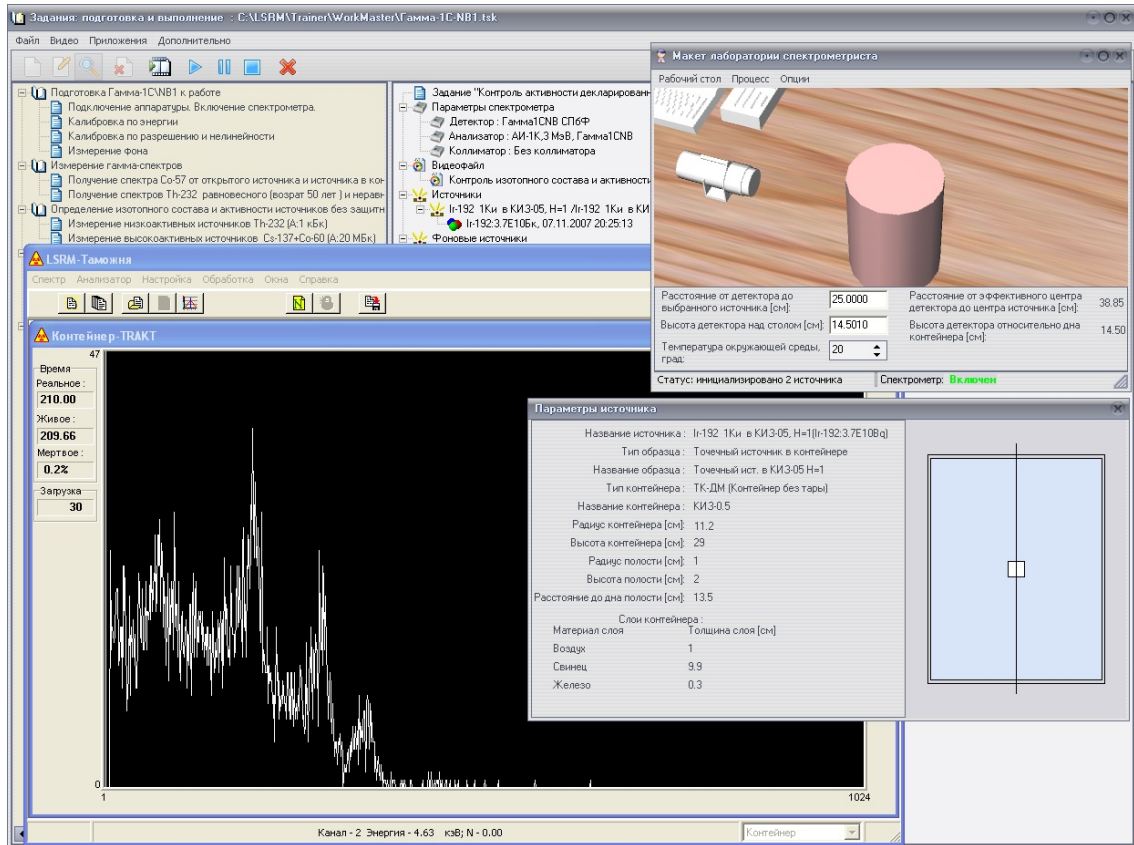 Задания: подготовка и выполнение : C:\LSRM\Trainer\WorkMaster\Гамма-1C-NB1.tsk
Файл Видео Приложения Дополнительно
Подготовка Гамма-1С\NB1 к работе
Подключение аппаратуры. Включение спектрометра.
Калибровка по энергии
Калибровка по разрешению и нелинейности
Измерение фона
Измерение гамма-спектров
Получение спектра Co-57 от открытого источника и источника в кон
Получение спектров Th-232 равновесного (возраст 50 лет ) и неравн
Определение изотопного состава и активности источников без защитн
Измерение низкоактивных источников Th-232 (A:1 кБк)
Измерение высокоактивных источников Cs-137+Co-60 (A:20 МБк)
Задание "Контроль активности декларированн
Параметры спектрометра
Детектор : Гамма1CNB СПбФ
Анализатор : АИ-1К,3 МэВ, Гамма1CNB
Коллиматор : Без коллиматора
Видеофайл
Контроль изотопного состава и активности
Источники
Ir-192 1Ки в КИЗ-05, H=1 /Ir-192 1Ки в КИ
Ir-192:3.7E10Бк, 07.11.2007 20:25:13
Фоновые источники
Макет лаборатории спектрометриста
Рабочий стол Процесс Опции
Расстояние от детектора до выбранного источника [см]: 25.0000
Расстояние от эффективного центра детектора до центра источника [см]: 38.85
Высота детектора над столом [см]: 14.5010
Высота детектора относительно дна контейнера [см]: 14.50
Температура окружающей среды, град: 20
Статус: инициализировано 2 источника
Спектрометр: Включен
LSRM-Таможня
Спектр Анализатор Настройка Обработка Окна Справка
Контейнер-TRAKT
Время
Реальное :
210.00
Живое :
209.66
Мертвое :
0.2%
Загрузка
30
47
0
1
1024
Канал - 2 Энергия - 4.63 кэВ; N - 0.00
Контейнер
Параметры источника
Название источника : Ir-192 1Ки в КИЗ-05, H=1(Ir-192:3.7E10Bq)
Тип образца : Точечный источник в контейнере
Название образца : Точечный ист. в КИЗ-05 H=1
Тип контейнера : ТК-ДМ (Контейнер без тары)
Название контейнера : КИЗ-0.5
Радиус контейнера [см]: 11.2
Высота контейнера [см]: 29
Радиус полости [см]: 1
Высота полости [см]: 2
Расстояние до дна полости [см]: 13.5
Слои контейнера :
Материал слоя Толщина слоя [см]
Воздух 1
Свинец 9.9
Железо 0.3